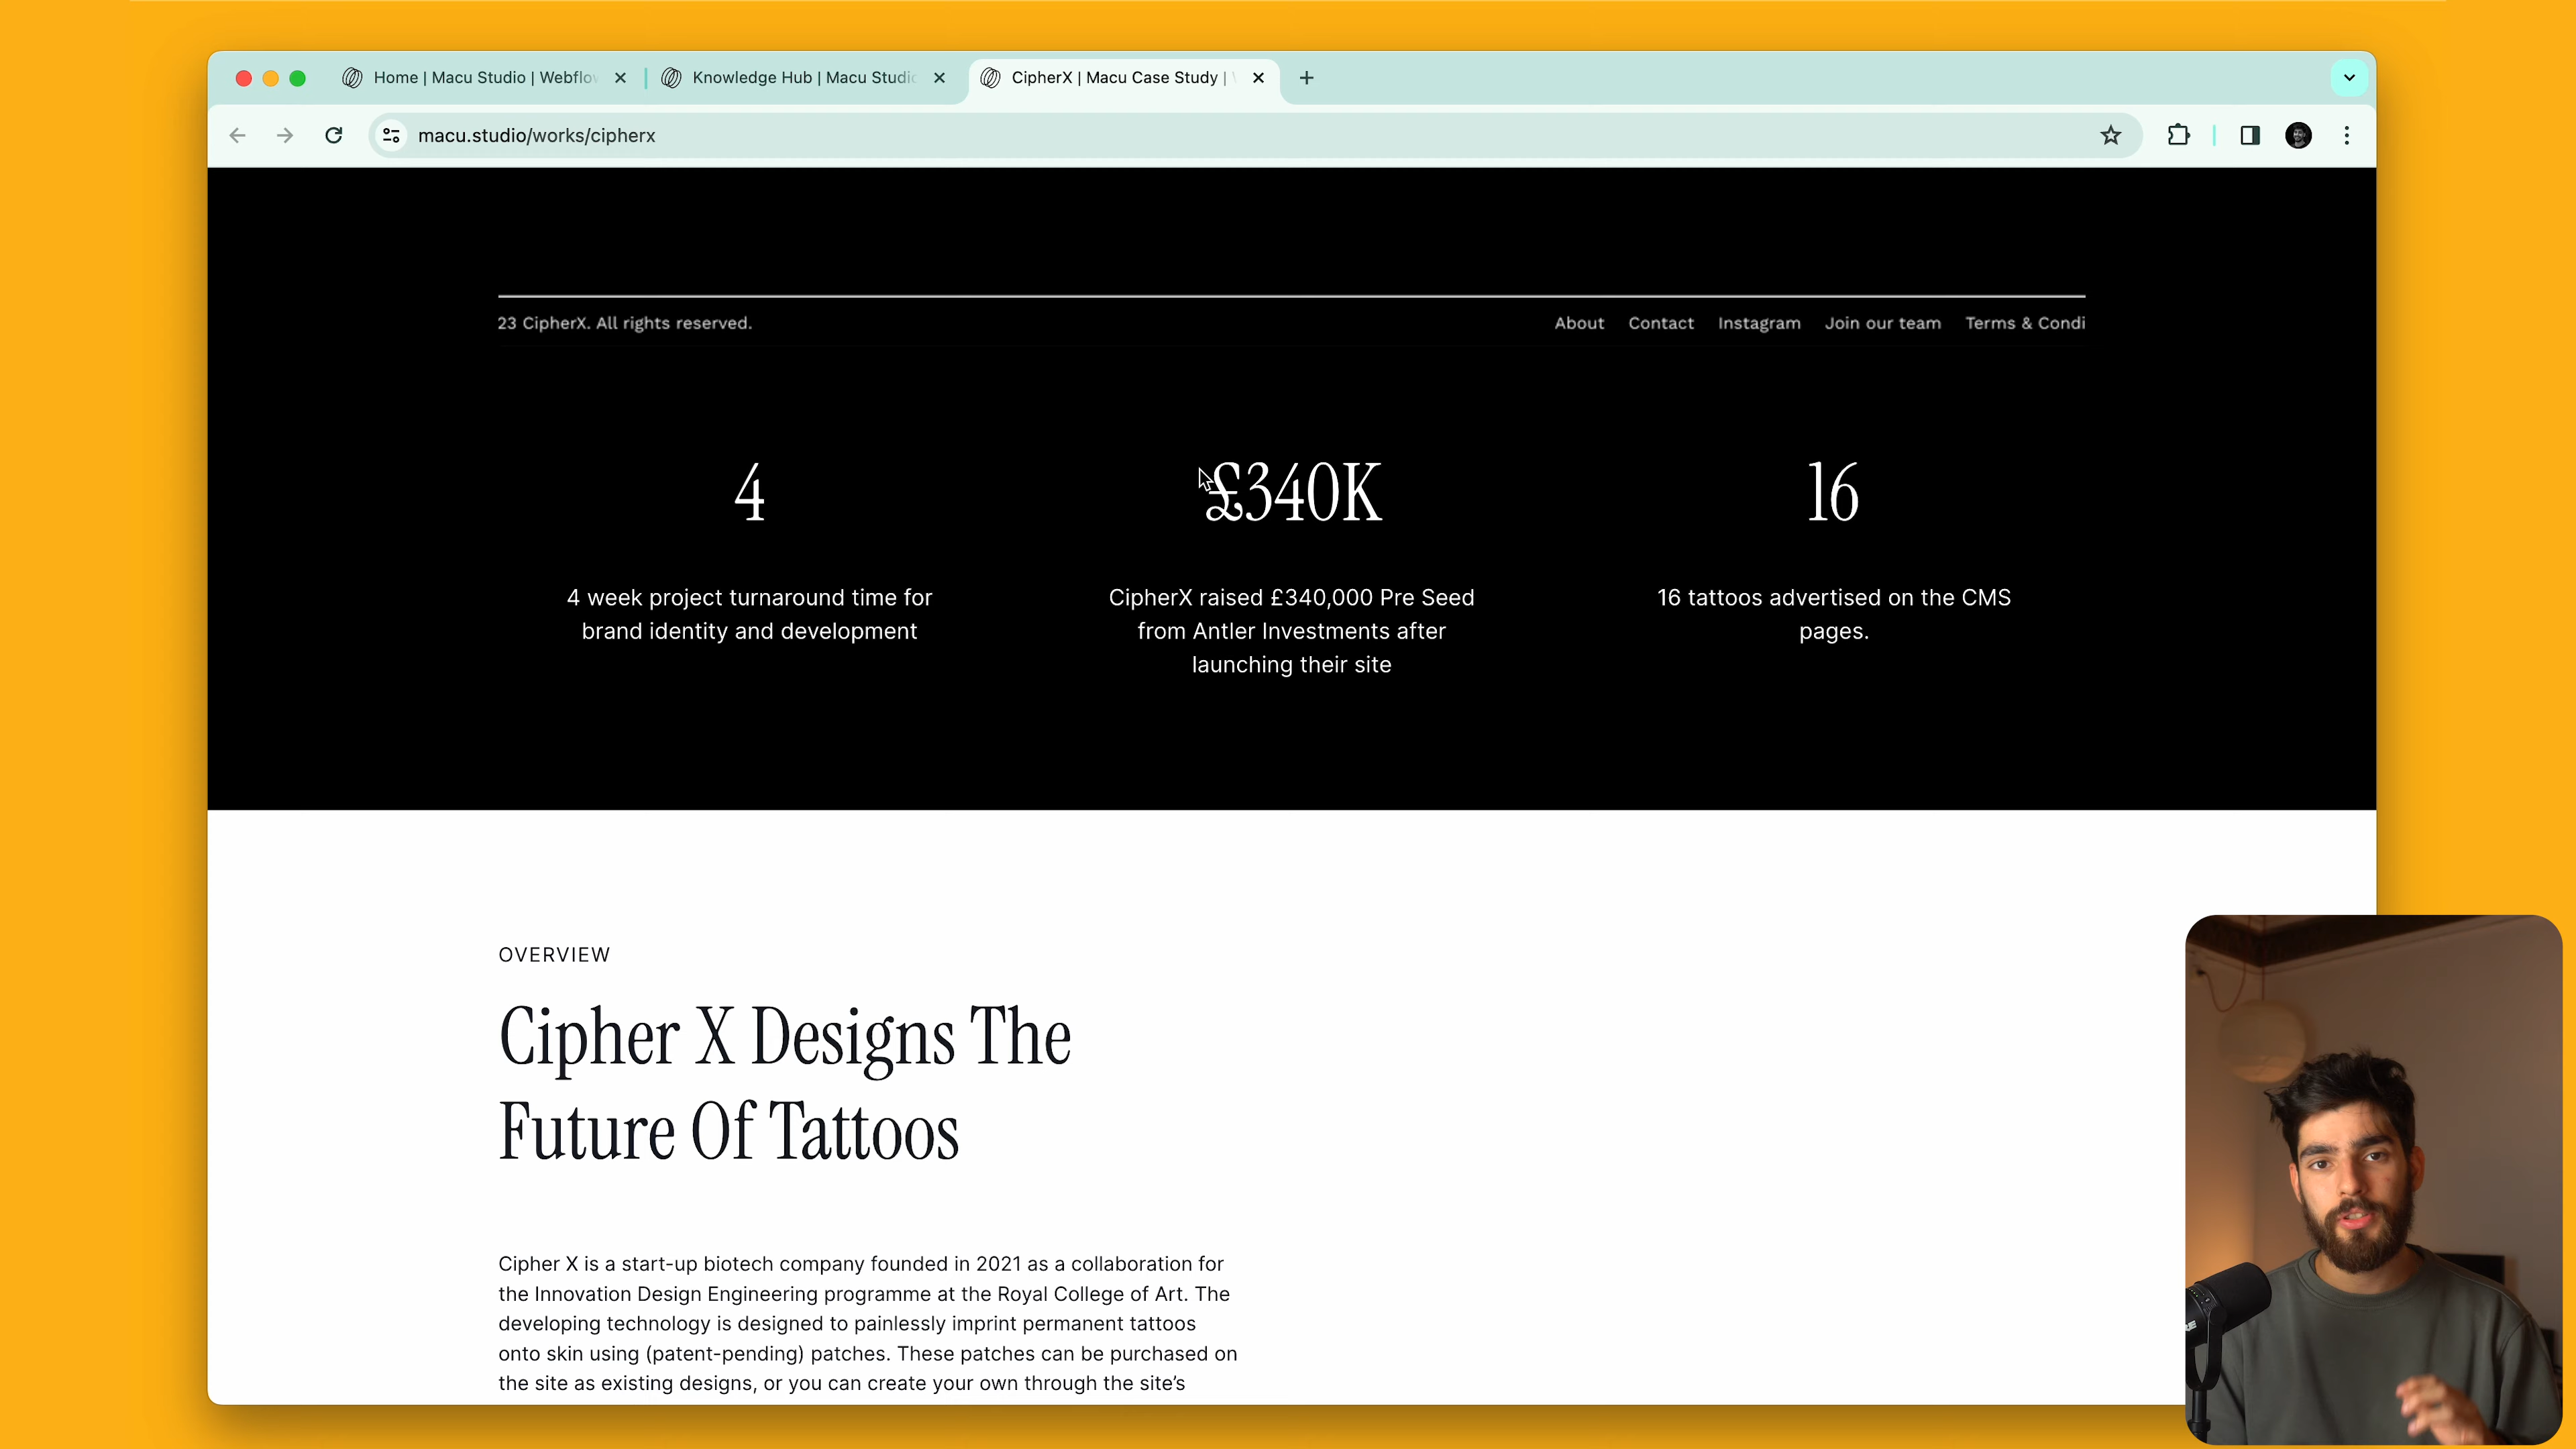 Home | Macu Studio | Webflow
Knowledge Hub | Macu Studio
CipherX | Macu Case Study |
macu.studio/works/cipherx
23 CipherX. All rights reserved.
About Contact Instagram Join our team Terms & Condi
4
£340K
16
4 week project turnaround time for
brand identity and development
CipherX raised £340,000 Pre Seed
from Antler Investments after
launching their site
16 tattoos advertised on the CMS
pages.
OVERVIEW
Cipher X Designs The
Future Of Tattoos
Cipher X is a start-up biotech company founded in 2021 as a collaboration for
the Innovation Design Engineering programme at the Royal College of Art. The
developing technology is designed to painlessly imprint permanent tattoos
onto skin using (patent-pending) patches. These patches can be purchased on
the site as existing designs, or you can create your own through the site’s